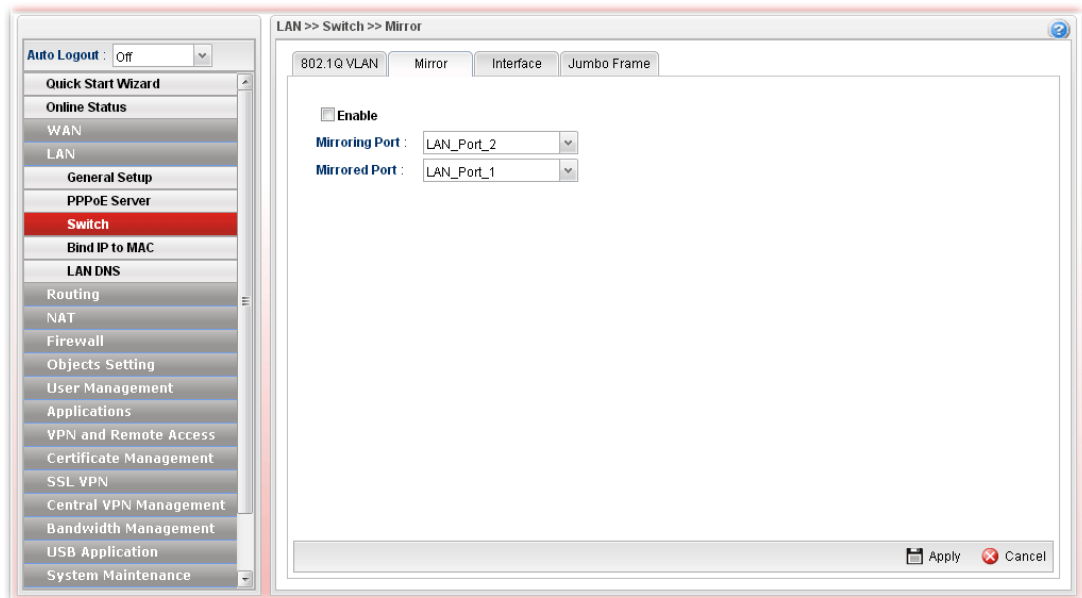 Auto Logout : Off
Quick Start Wizard
Online Status
WAN
LAN
General Setup
PPPoE Server
Switch
Bind IP to MAC
LAN DNS
Routing
NAT
Firewall
Objects Setting
User Management
Applications
VPN and Remote Access
Certificate Management
SSL VPN
Central VPN Management
Bandwidth Management
USB Application
System Maintenance
LAN >> Switch >> Mirror
?
802.1Q VLAN Mirror Interface Jumbo Frame
Enable
Mirroring Port : LAN_Port_2
Mirrored Port : LAN_Port_1
Apply Cancel